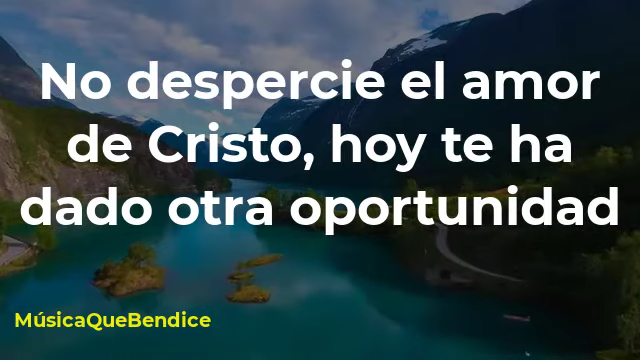 No despercie el amor
de Cristo, hoy te ha
dado otra oportunidad
MúsicaQueBendice